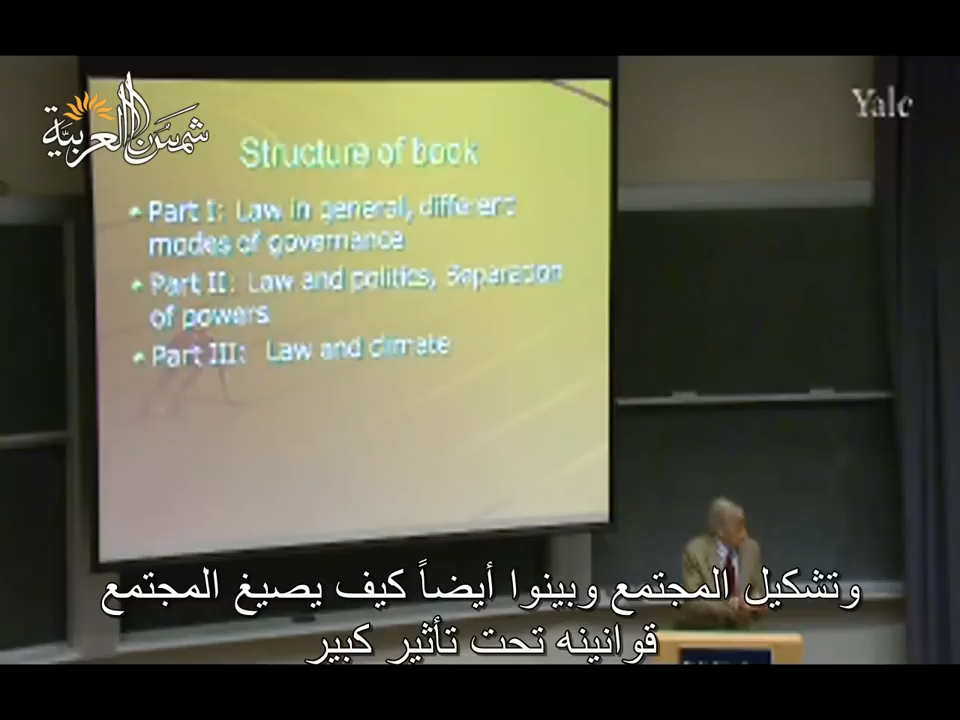 شمس العربية
Yale
Structure of book
Part I: Law in general, different
modes of governance
Part II: Law and politics, Separation
of powers
Part III: Law and climate
وتشكيل المجتمع وبينوا أيضاً كيف يصيغ المجتمع
قوانينه تحت تأثير كبير